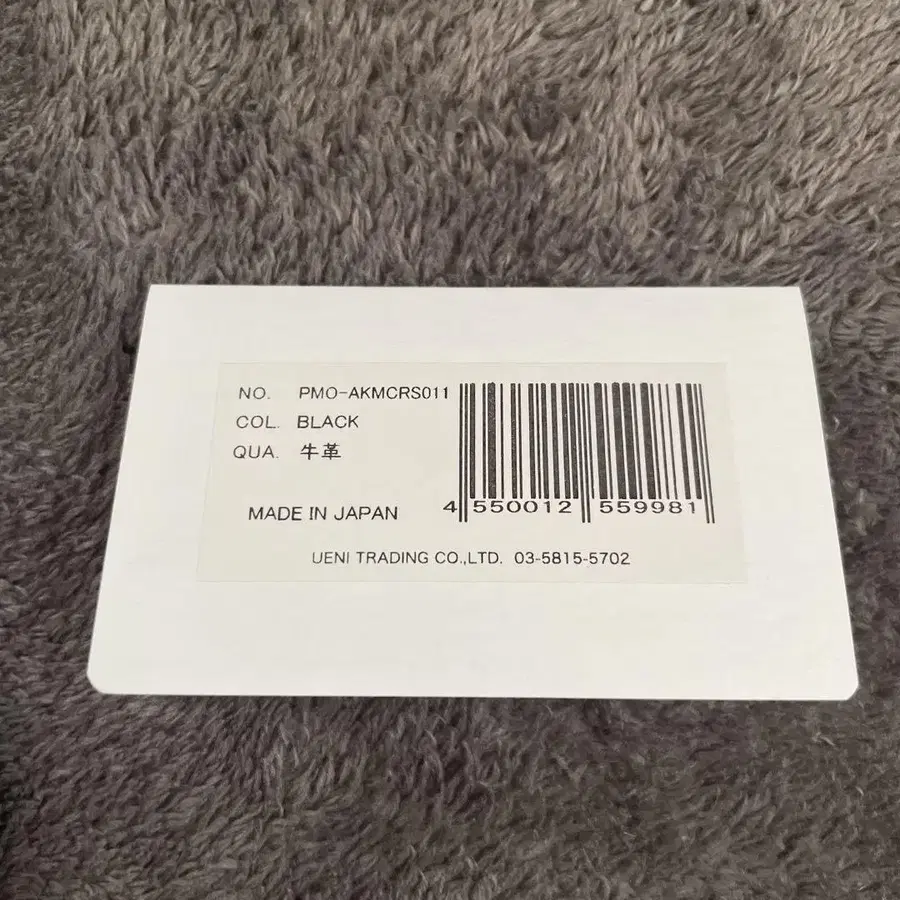 NO. PMO-AKMCRS011
COL. BLACK
QUA. 牛革
MADE IN JAPAN
4 550012 559981
UENI TRADING CO.,LTD. 03-5815-5702